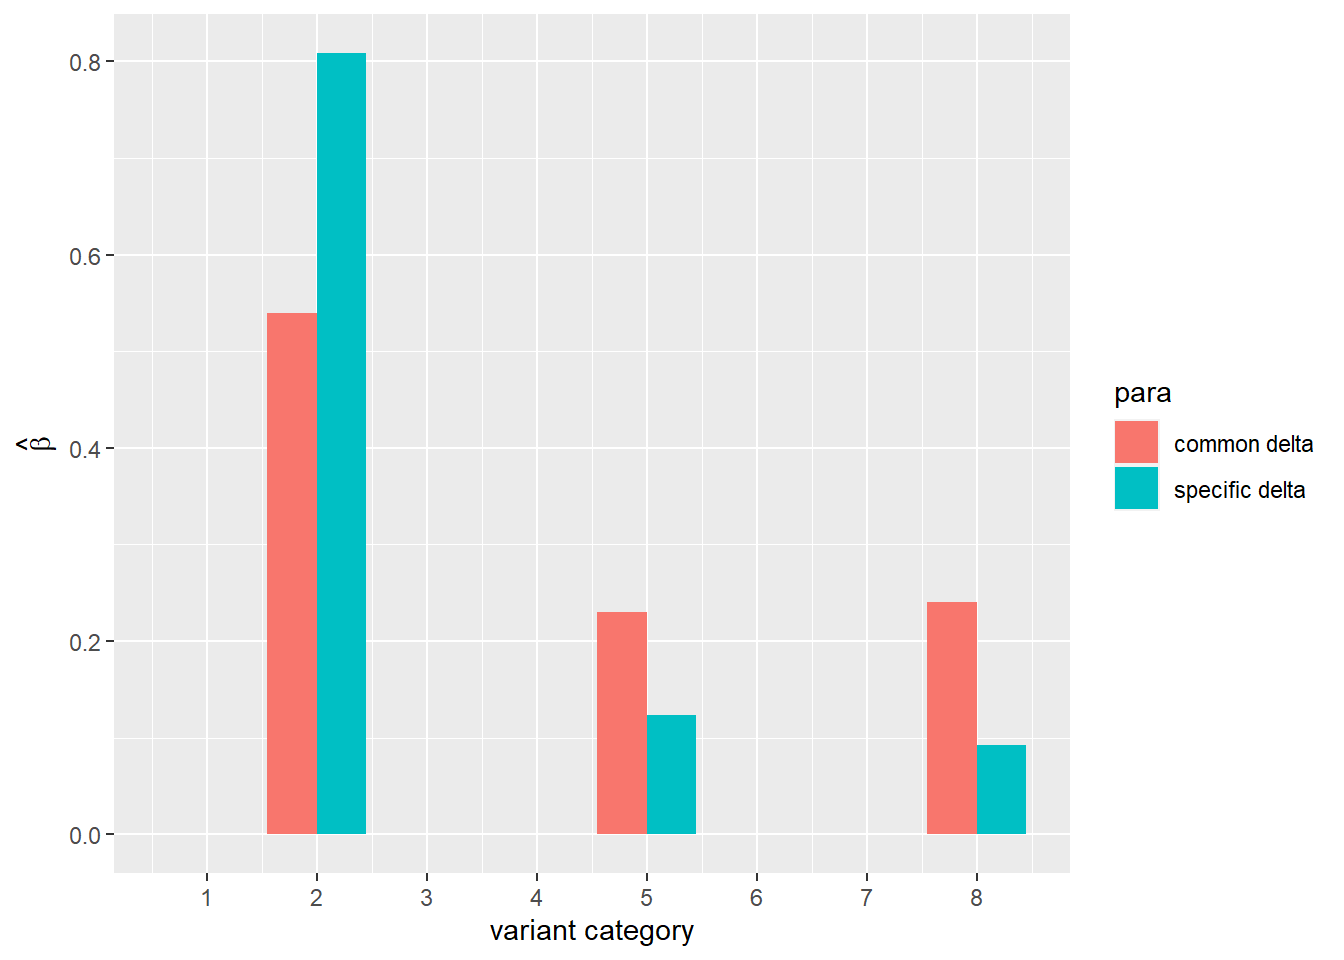 0.8
0.6
0.4
0.2
0.0
β̂
1 2 3 4 5 6 7 8
variant category
para
common delta
specific delta